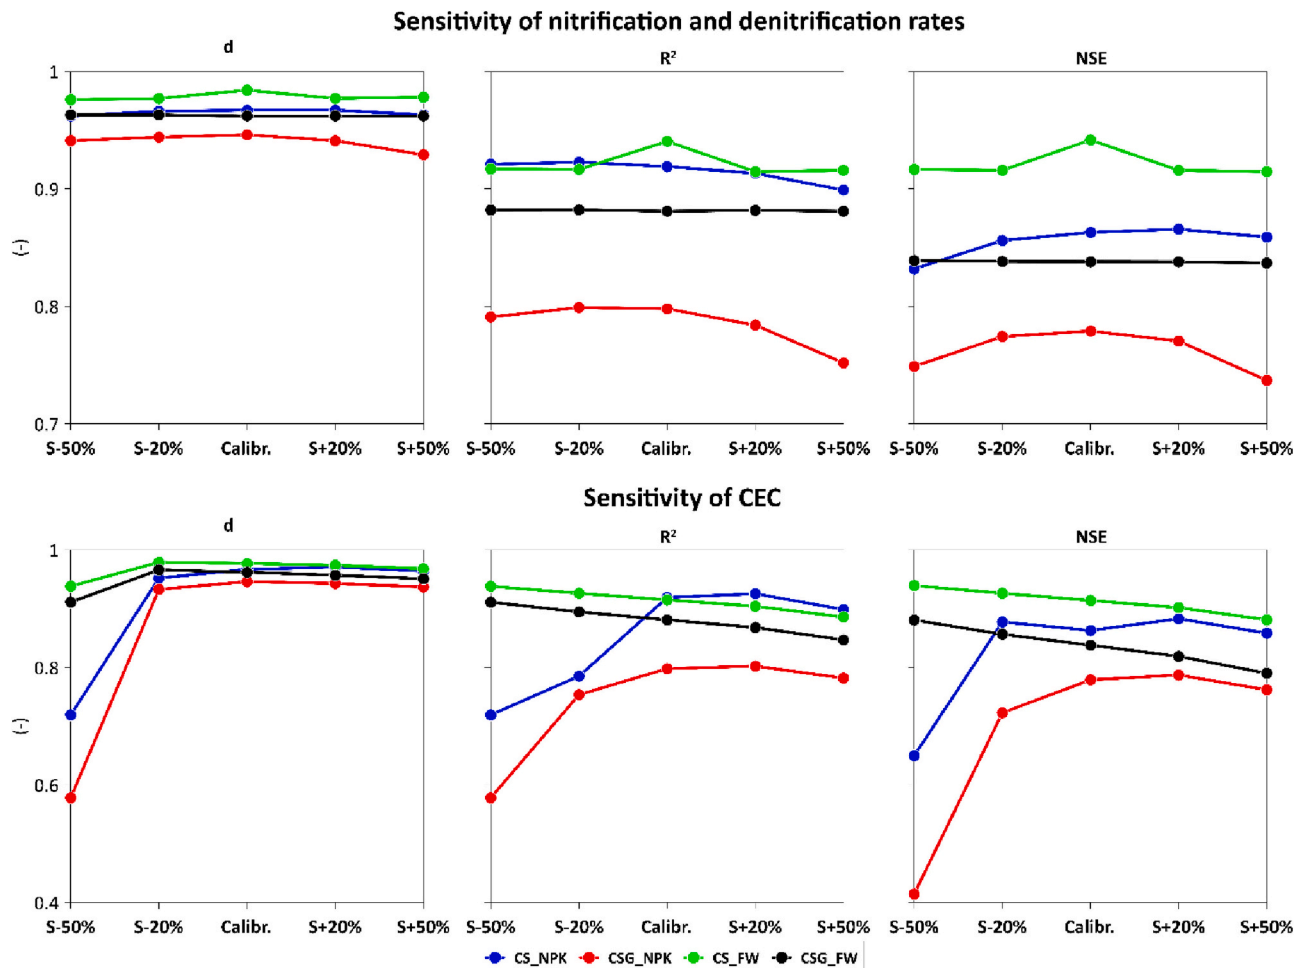 Sensitivity of nitrification and denitrification rates
d
R²
NSE
1
0.9
(-)
0.8
0.7
S-50% S-20% Calibr. S+20% S+50%
S-50% S-20% Calibr. S+20% S+50%
S-50% S-20% Calibr. S+20% S+50%
Sensitivity of CEC
d
R²
NSE
1
0.8
(-)
0.6
0.4
S-50% S-20% Calibr. S+20% S+50%
S-50% S-20% Calibr. S+20% S+50%
S-50% S-20% Calibr. S+20% S+50%
CS_NPK CSG_NPK CS_FW CSG_FW